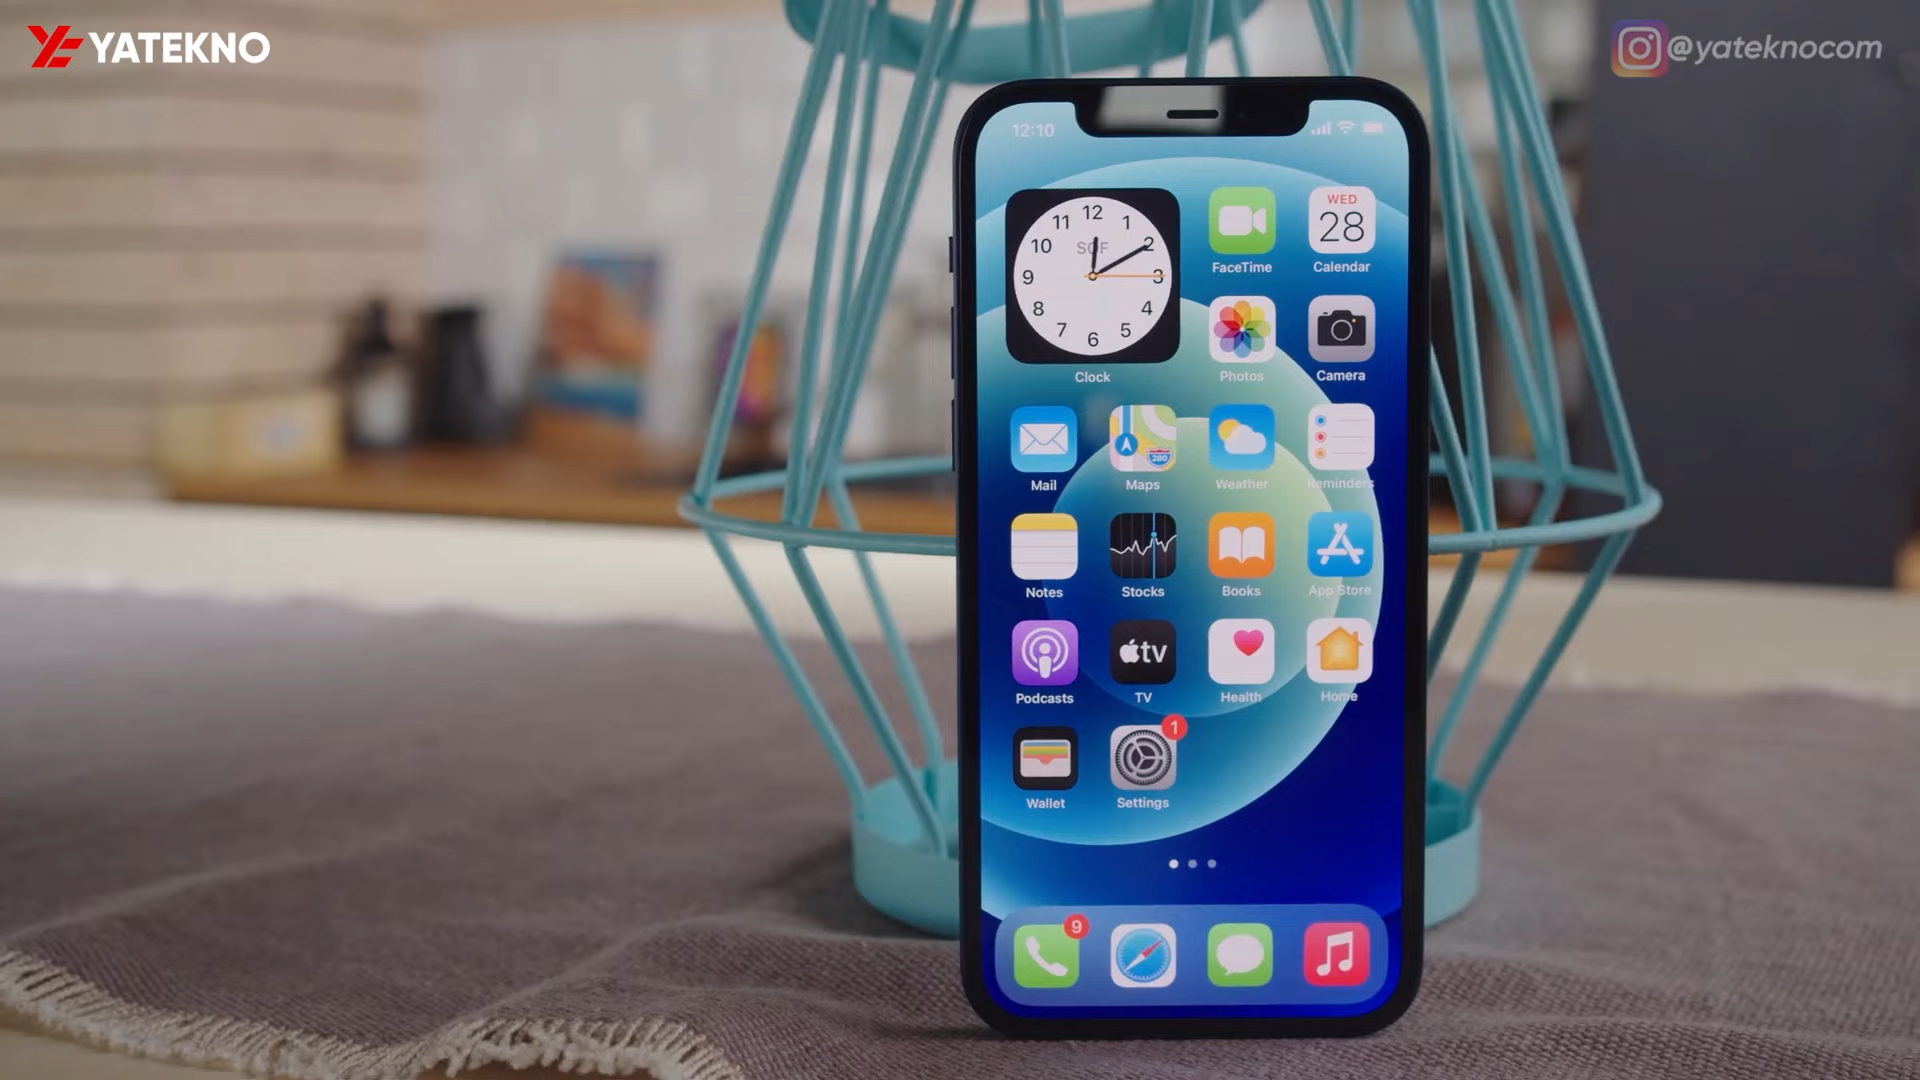 YATEKNO
@yateknocom
12:10
12
11 1
SOF
10 2
9 3
8 4
7 5
6
Clock
FaceTime
WED
28
Calendar
Photos
Camera
Mail
280
Maps
Weather
Reminders
Notes
Stocks
Books
App Store
Podcasts
tv
TV
Health
Home
Wallet
1
Settings
9